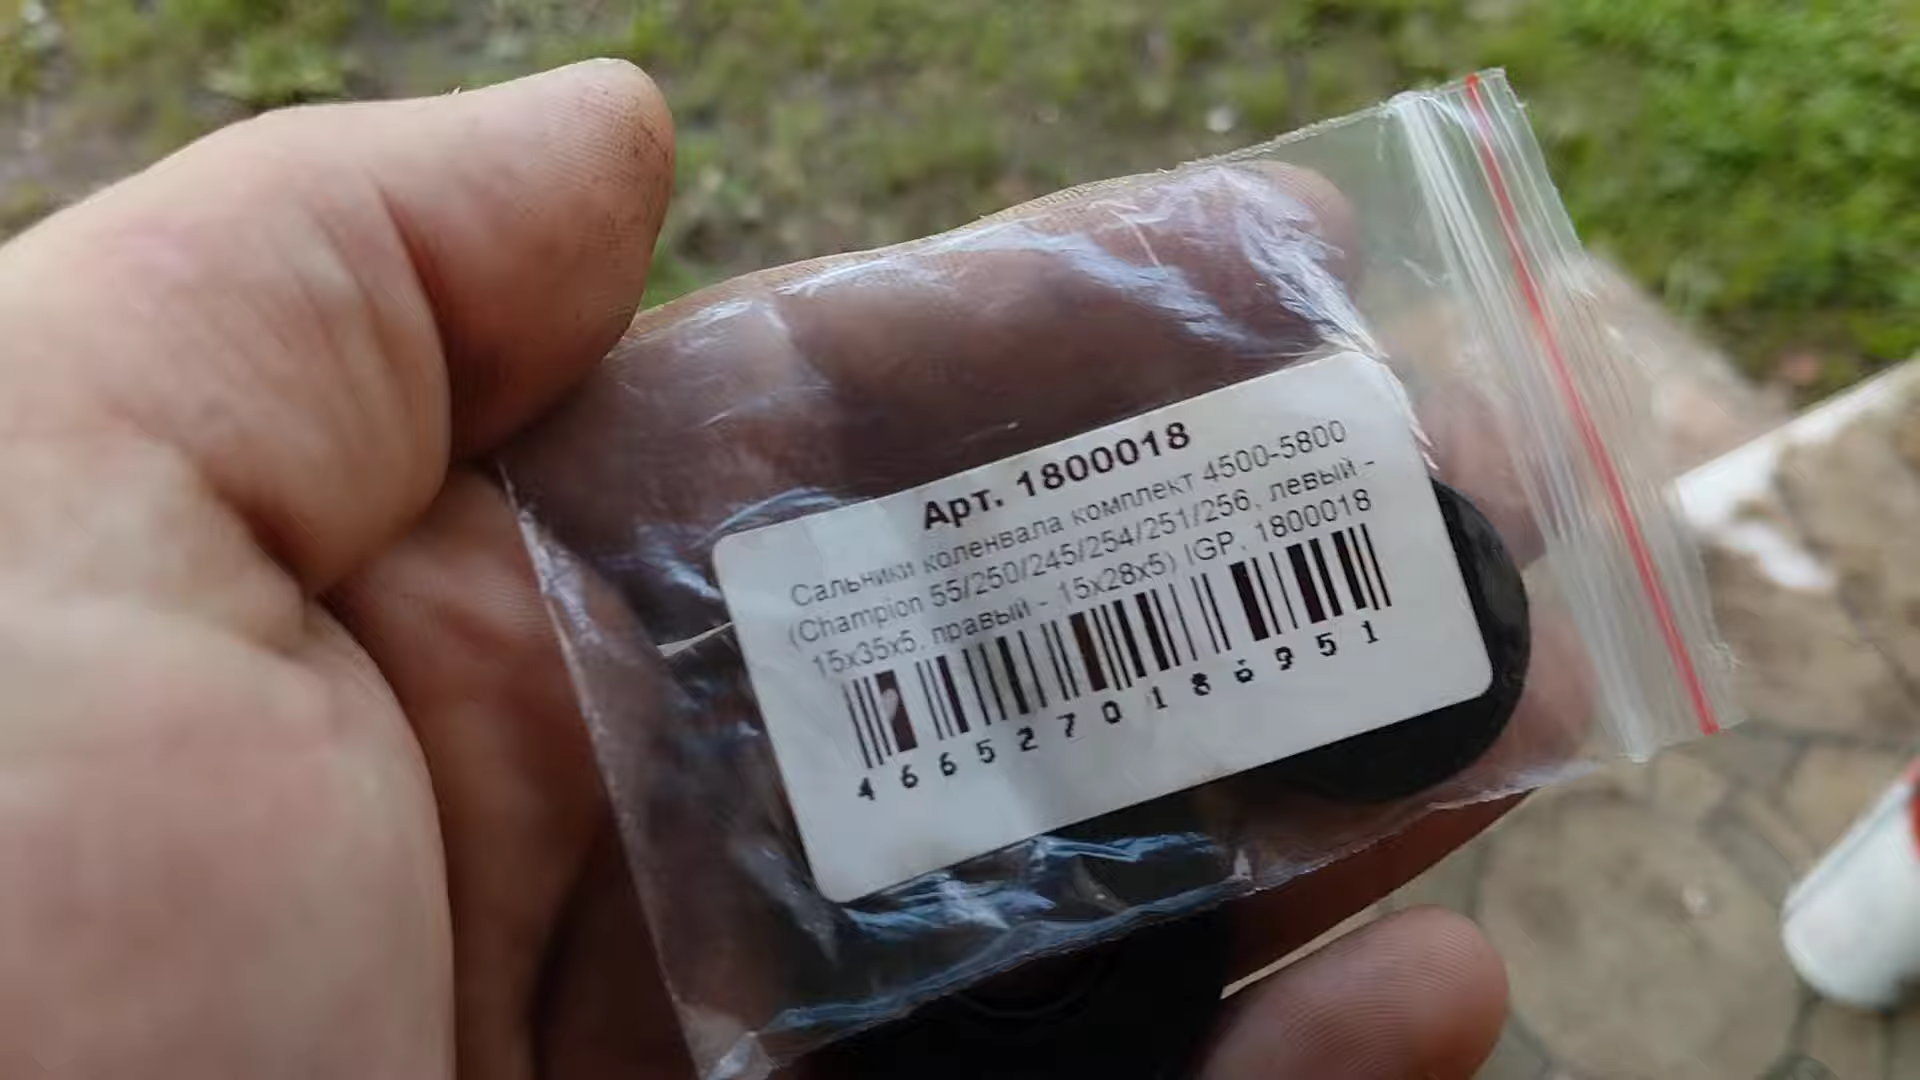 Арт. 1800018
Сальники коленвала комплект 4500-5800
(Champion 55/250/245/254/251/256, левый -
15x35x5, правый - 15x28x5) IGP, 1800018
4665270186951